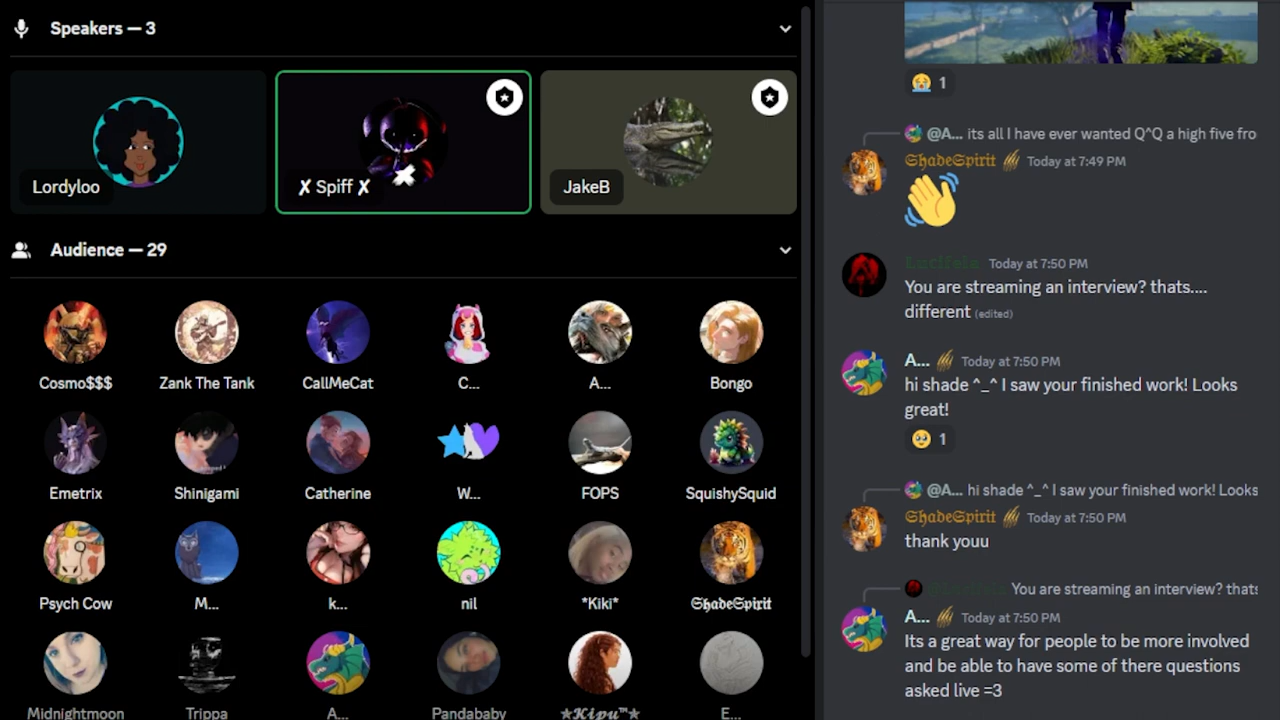 Speakers — 3
Lordyloo
✘ Spiff ✘
JakeB
Audience — 29
Cosmo$$$
Zank The Tank
CallMeCat
C...
A...
Bongo
Emetrix
Shinigami
Catherine
W...
FOPS
SquishySquid
Psych Cow
M...
k...
nil
*Kiki*
𝕾𝖍𝖆𝖉𝖊𝕾𝖕𝖎𝖗𝖎𝖙
Midnightmoon
Trippa
A...
Pandababy
★𝓚𝓲𝓹𝓾™★
E...
1
@A... its all I have ever wanted Q^Q a high five fro
𝕾𝖍𝖆𝖉𝖊𝕾𝖕𝖎𝖗𝖎𝖙 Today at 7:49 PM
Today at 7:50 PM
You are streaming an interview? thats....
different (edited)
A... Today at 7:50 PM
hi shade ^_^ I saw your finished work! Looks
great!
1
@A... hi shade ^_^ I saw your finished work! Looks
𝕾𝖍𝖆𝖉𝖊𝕾𝖕𝖎𝖗𝖎𝖙 Today at 7:50 PM
thank youu
You are streaming an interview? thats
A... Today at 7:50 PM
Its a great way for people to be more involved
and be able to have some of there questions
asked live =3